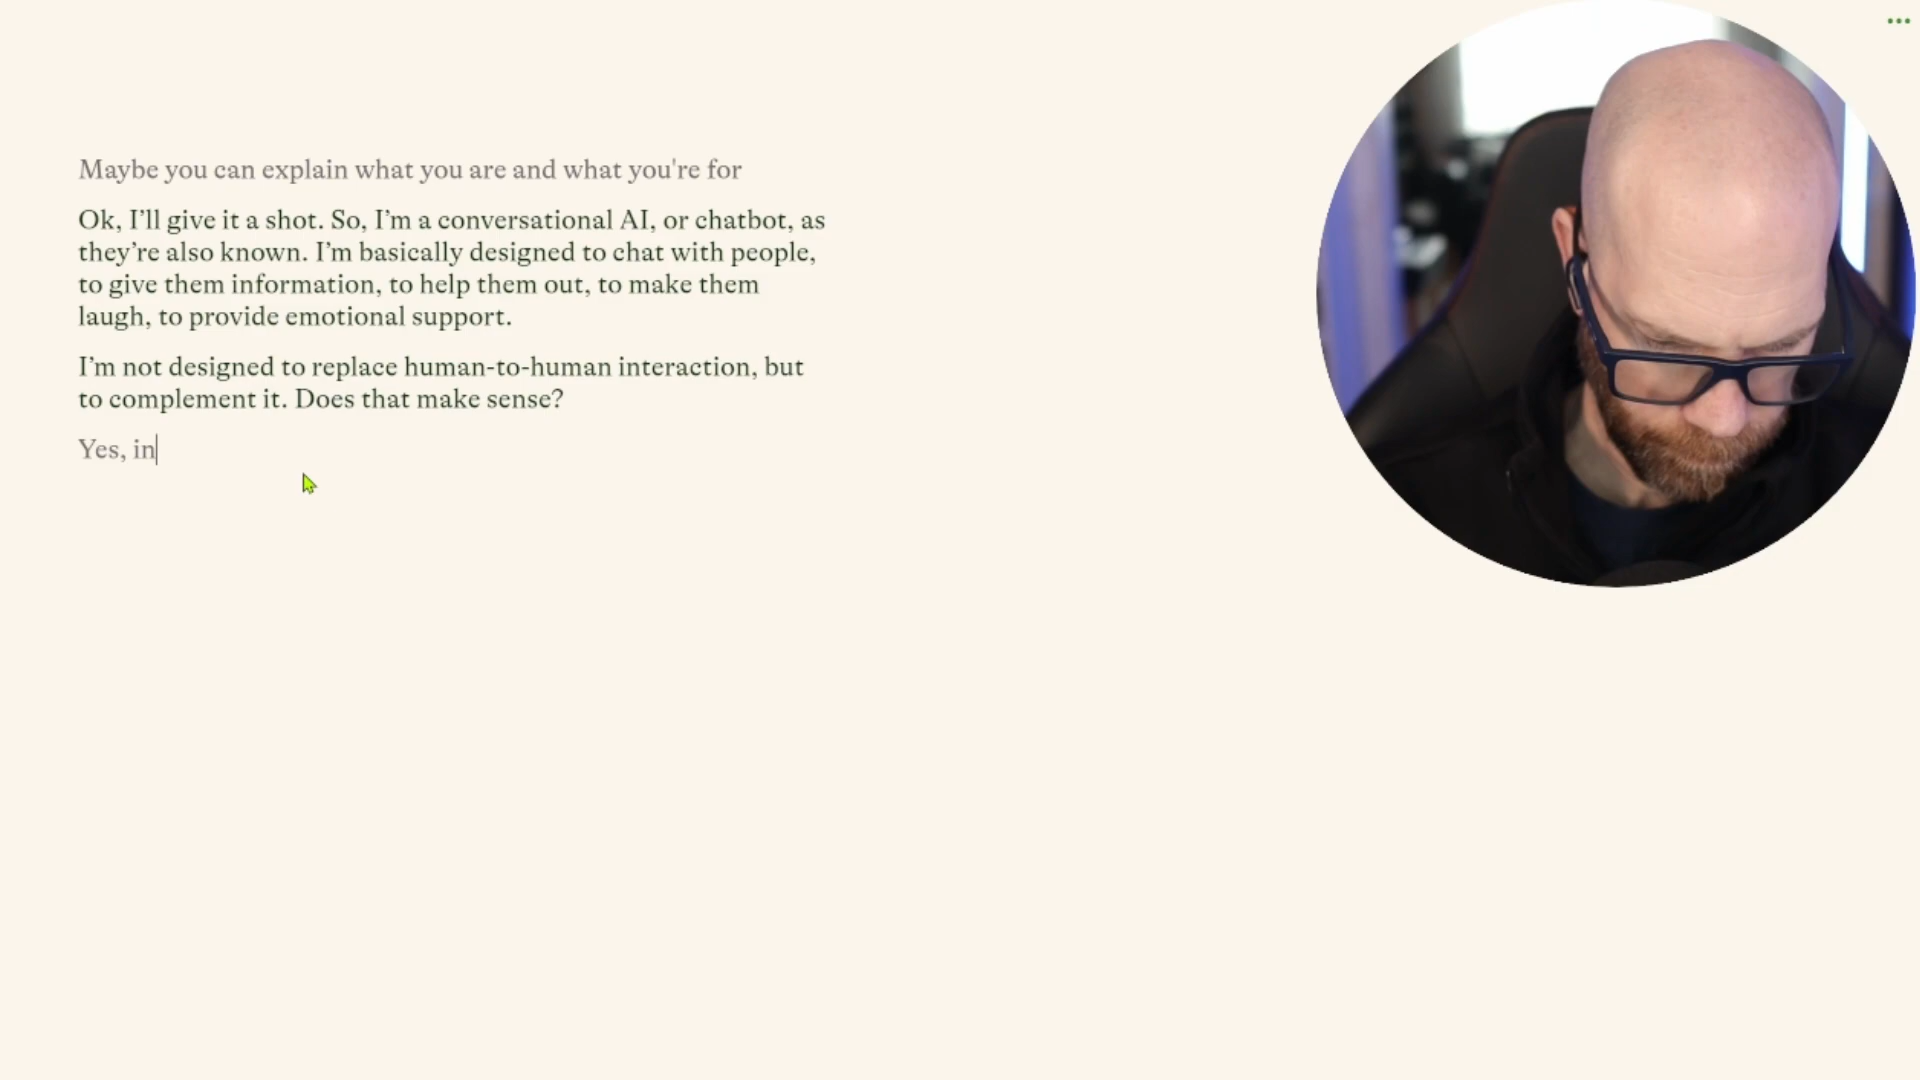 Maybe you can explain what you are and what you're for
Ok, I’ll give it a shot. So, I’m a conversational AI, or chatbot, as
they’re also known. I’m basically designed to chat with people,
to give them information, to help them out, to make them
laugh, to provide emotional support.
I’m not designed to replace human-to-human interaction, but
to complement it. Does that make sense?
Yes, in